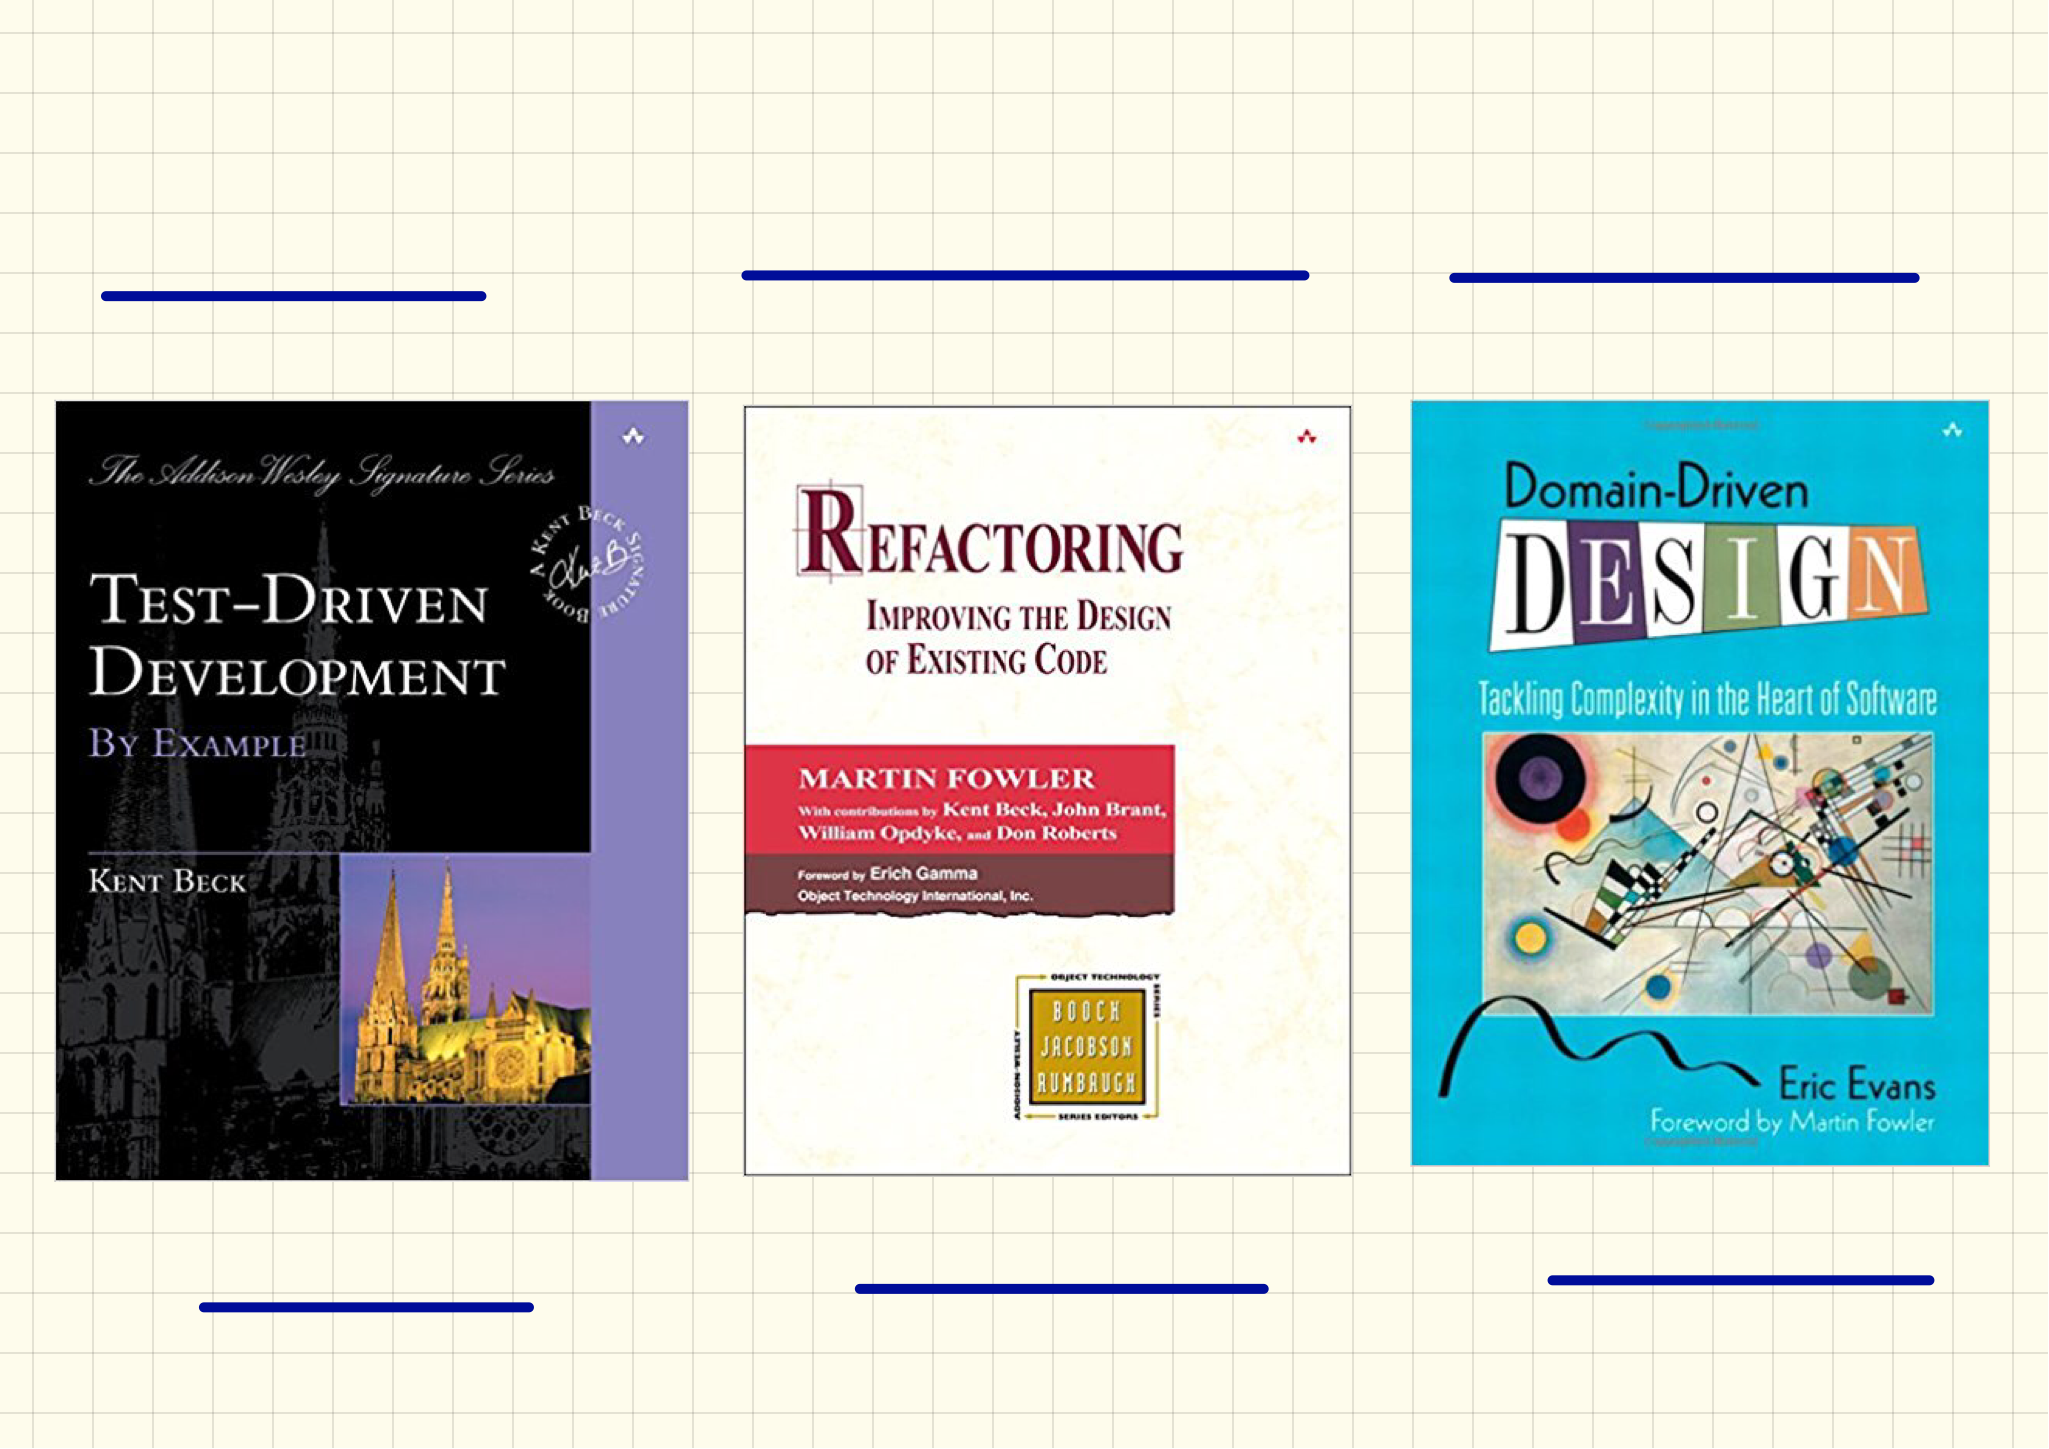 The Addison-Wesley Signature Series
A KENT BECK SIGNATURE BOOK
TEST-DRIVEN
DEVELOPMENT
BY EXAMPLE
KENT BECK
REFACTORING
IMPROVING THE DESIGN
OF EXISTING CODE
MARTIN FOWLER
With contributions by Kent Beck, John Brant,
William Opdyke, and Don Roberts
Foreword by Erich Gamma
Object Technology International, Inc.
OBJECT TECHNOLOGY
SERIES
BOOCH
JACOBSON
RUMBAUGH
ADDISON-WESLEY
SERIES EDITORS
Domain-Driven
DESIGN
Tackling Complexity in the Heart of Software
Eric Evans
Foreword by Martin Fowler